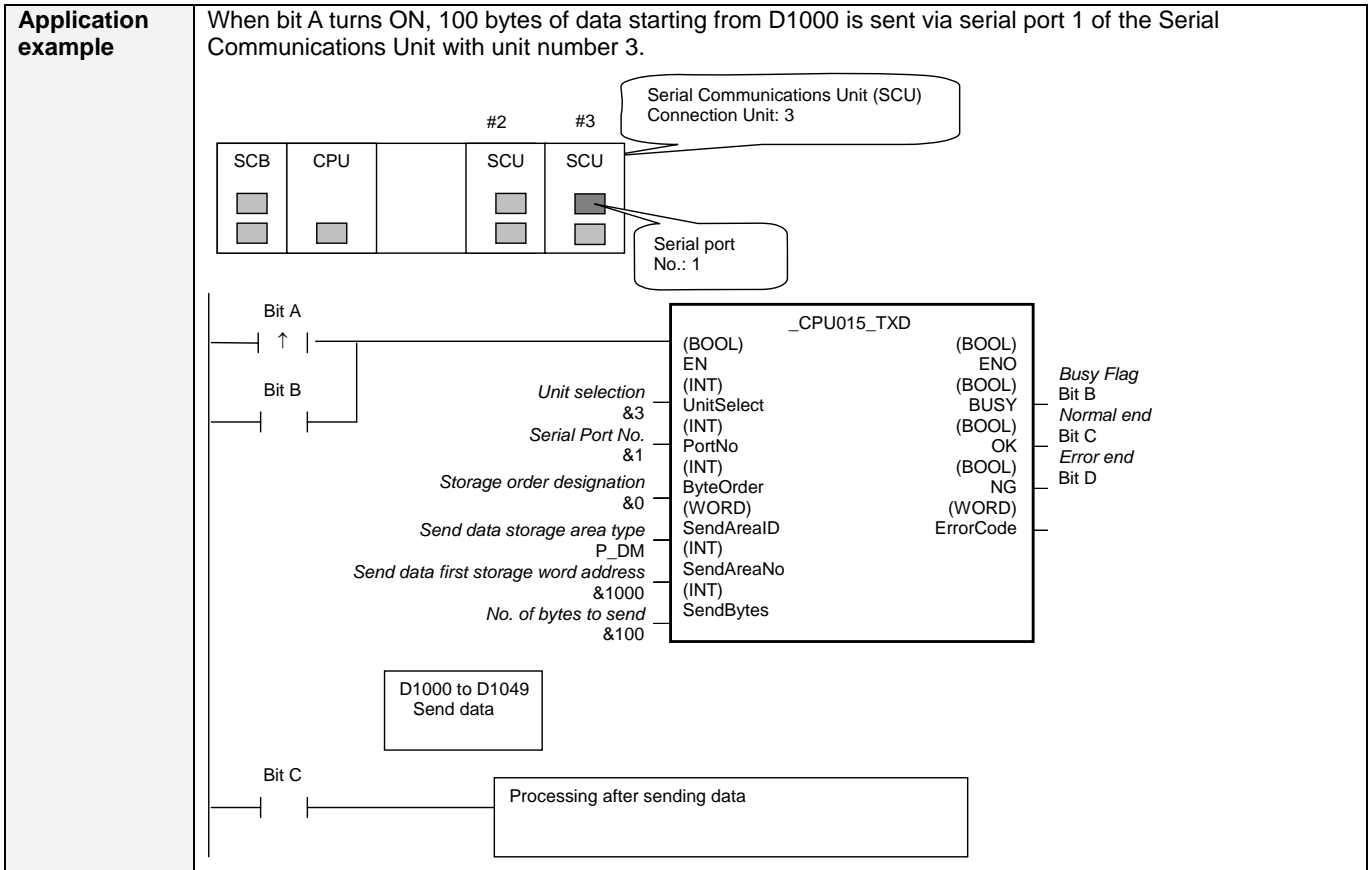 Application
example
When bit A turns ON, 100 bytes of data starting from D1000 is sent via serial port 1 of the Serial
Communications Unit with unit number 3.
Serial Communications Unit (SCU)
Connection Unit: 3
#2 #3
SCB CPU SCU SCU
Serial port
No.: 1
Bit A
↑
Bit B
_CPU015_TXD
(BOOL) (BOOL)
EN ENO
(INT) (BOOL)
UnitSelect BUSY
(INT) (BOOL)
PortNo OK
(INT) (BOOL)
ByteOrder NG
(WORD) (WORD)
SendAreaID ErrorCode
(INT)
SendAreaNo
(INT)
SendBytes
Unit selection
&3
Serial Port No.
&1
Storage order designation
&0
Send data storage area type
P_DM
Send data first storage word address
&1000
No. of bytes to send
&100
Busy Flag
Bit B
Normal end
Bit C
Error end
Bit D
D1000 to D1049
Send data
Bit C
Processing after sending data